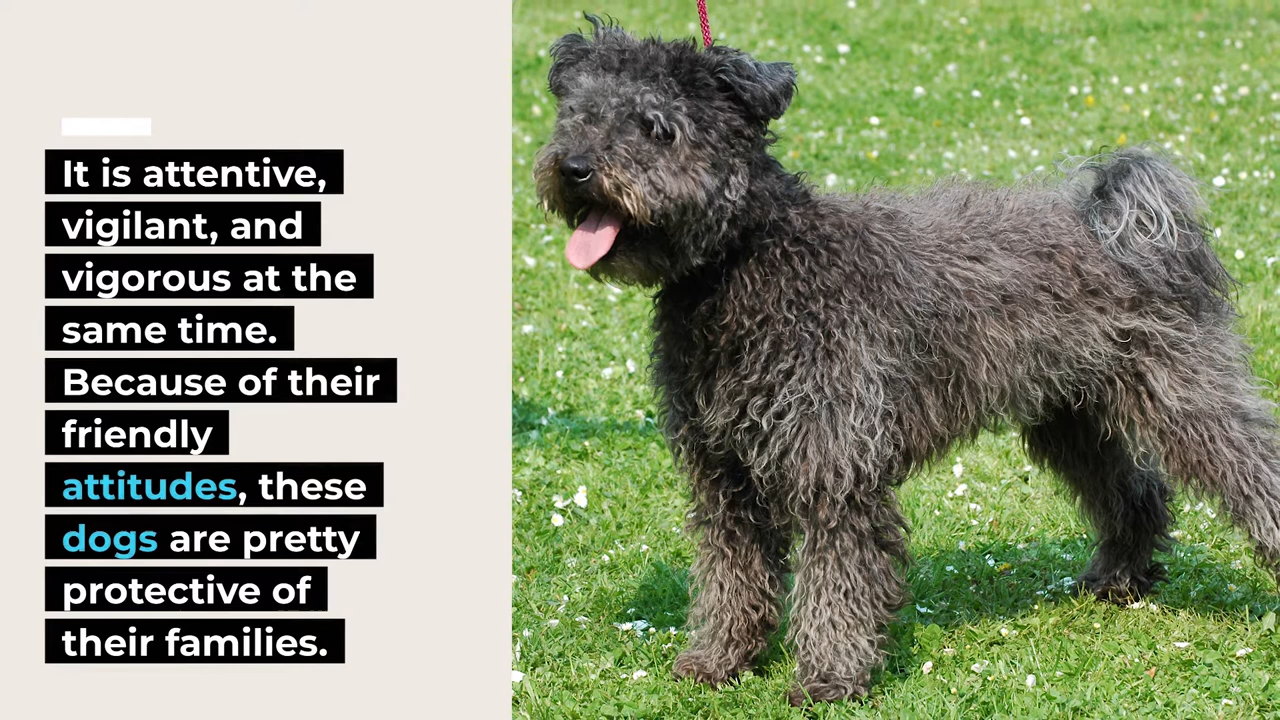 It is attentive,
vigilant, and
vigorous at the
same time.
Because of their
friendly
attitudes, these
dogs are pretty
protective of
their families.